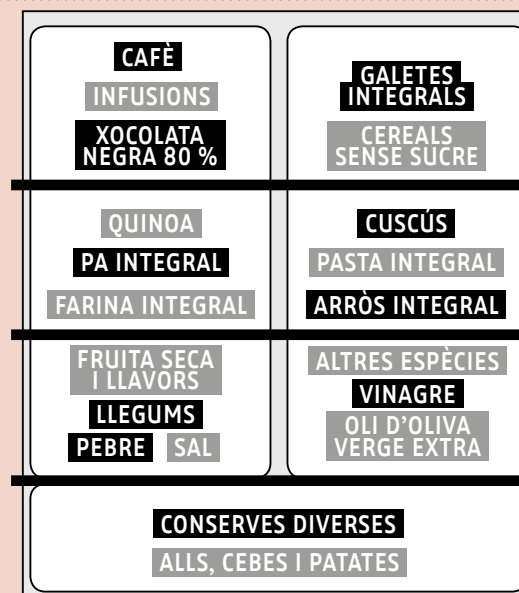 CAFÈ
INFUSIONS
XOCOLATA
NEGRA 80 %
GALETES
INTEGRALS
CEREALS
SENSE SUCRE
QUINOA
PA INTEGRAL
FARINA INTEGRAL
CUSCÚS
PASTA INTEGRAL
ARRÒS INTEGRAL
FRUITA SECA
I LLAVORS
LLEGUMS
PEBRE SAL
ALTRES ESPÈCIES
VINAGRE
OLI D'OLIVA
VERGE EXTRA
CONSERVES DIVERSES
ALLS, CEBES I PATATES